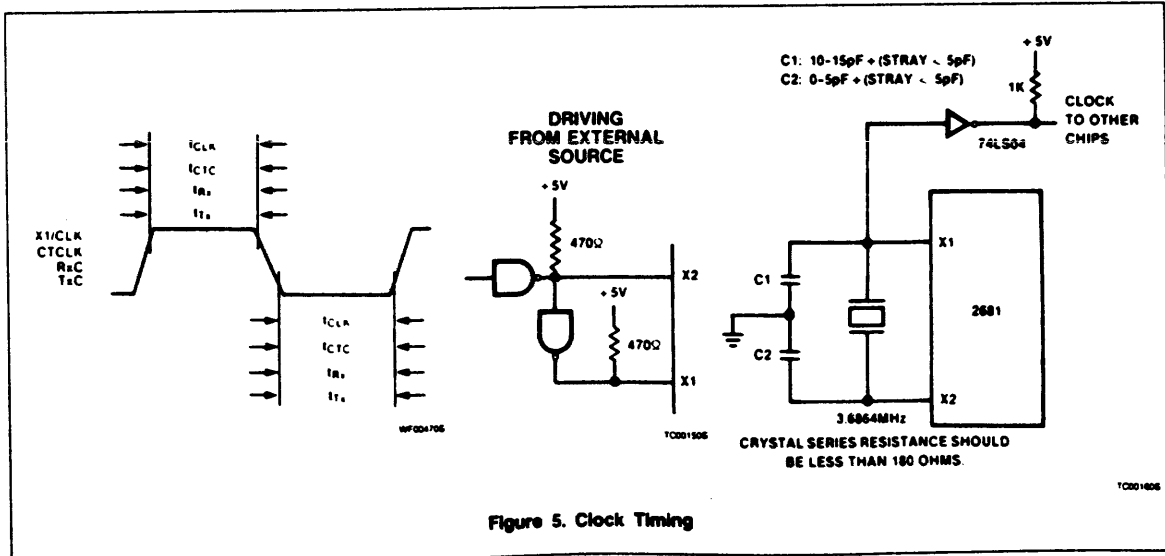 tCLK
tCTC
tRx
tTx
X1/CLK
CTCLK
RxC
TxC
tCLK
tCTC
tRx
tTx
WF00470S
DRIVING
FROM EXTERNAL
SOURCE
+ 5V
470Ω
X2
+ 5V
470Ω
X1
TC00150S
C1: 10-15pF + (STRAY < 5pF)
C2: 0-5pF + (STRAY < 5pF)
+ 5V
1K
CLOCK
TO OTHER
CHIPS
74LS04
X1
C1
2681
C2
X2
3.6864MHz
CRYSTAL SERIES RESISTANCE SHOULD
BE LESS THAN 180 OHMS.
TC00160S
Figure 5. Clock Timing